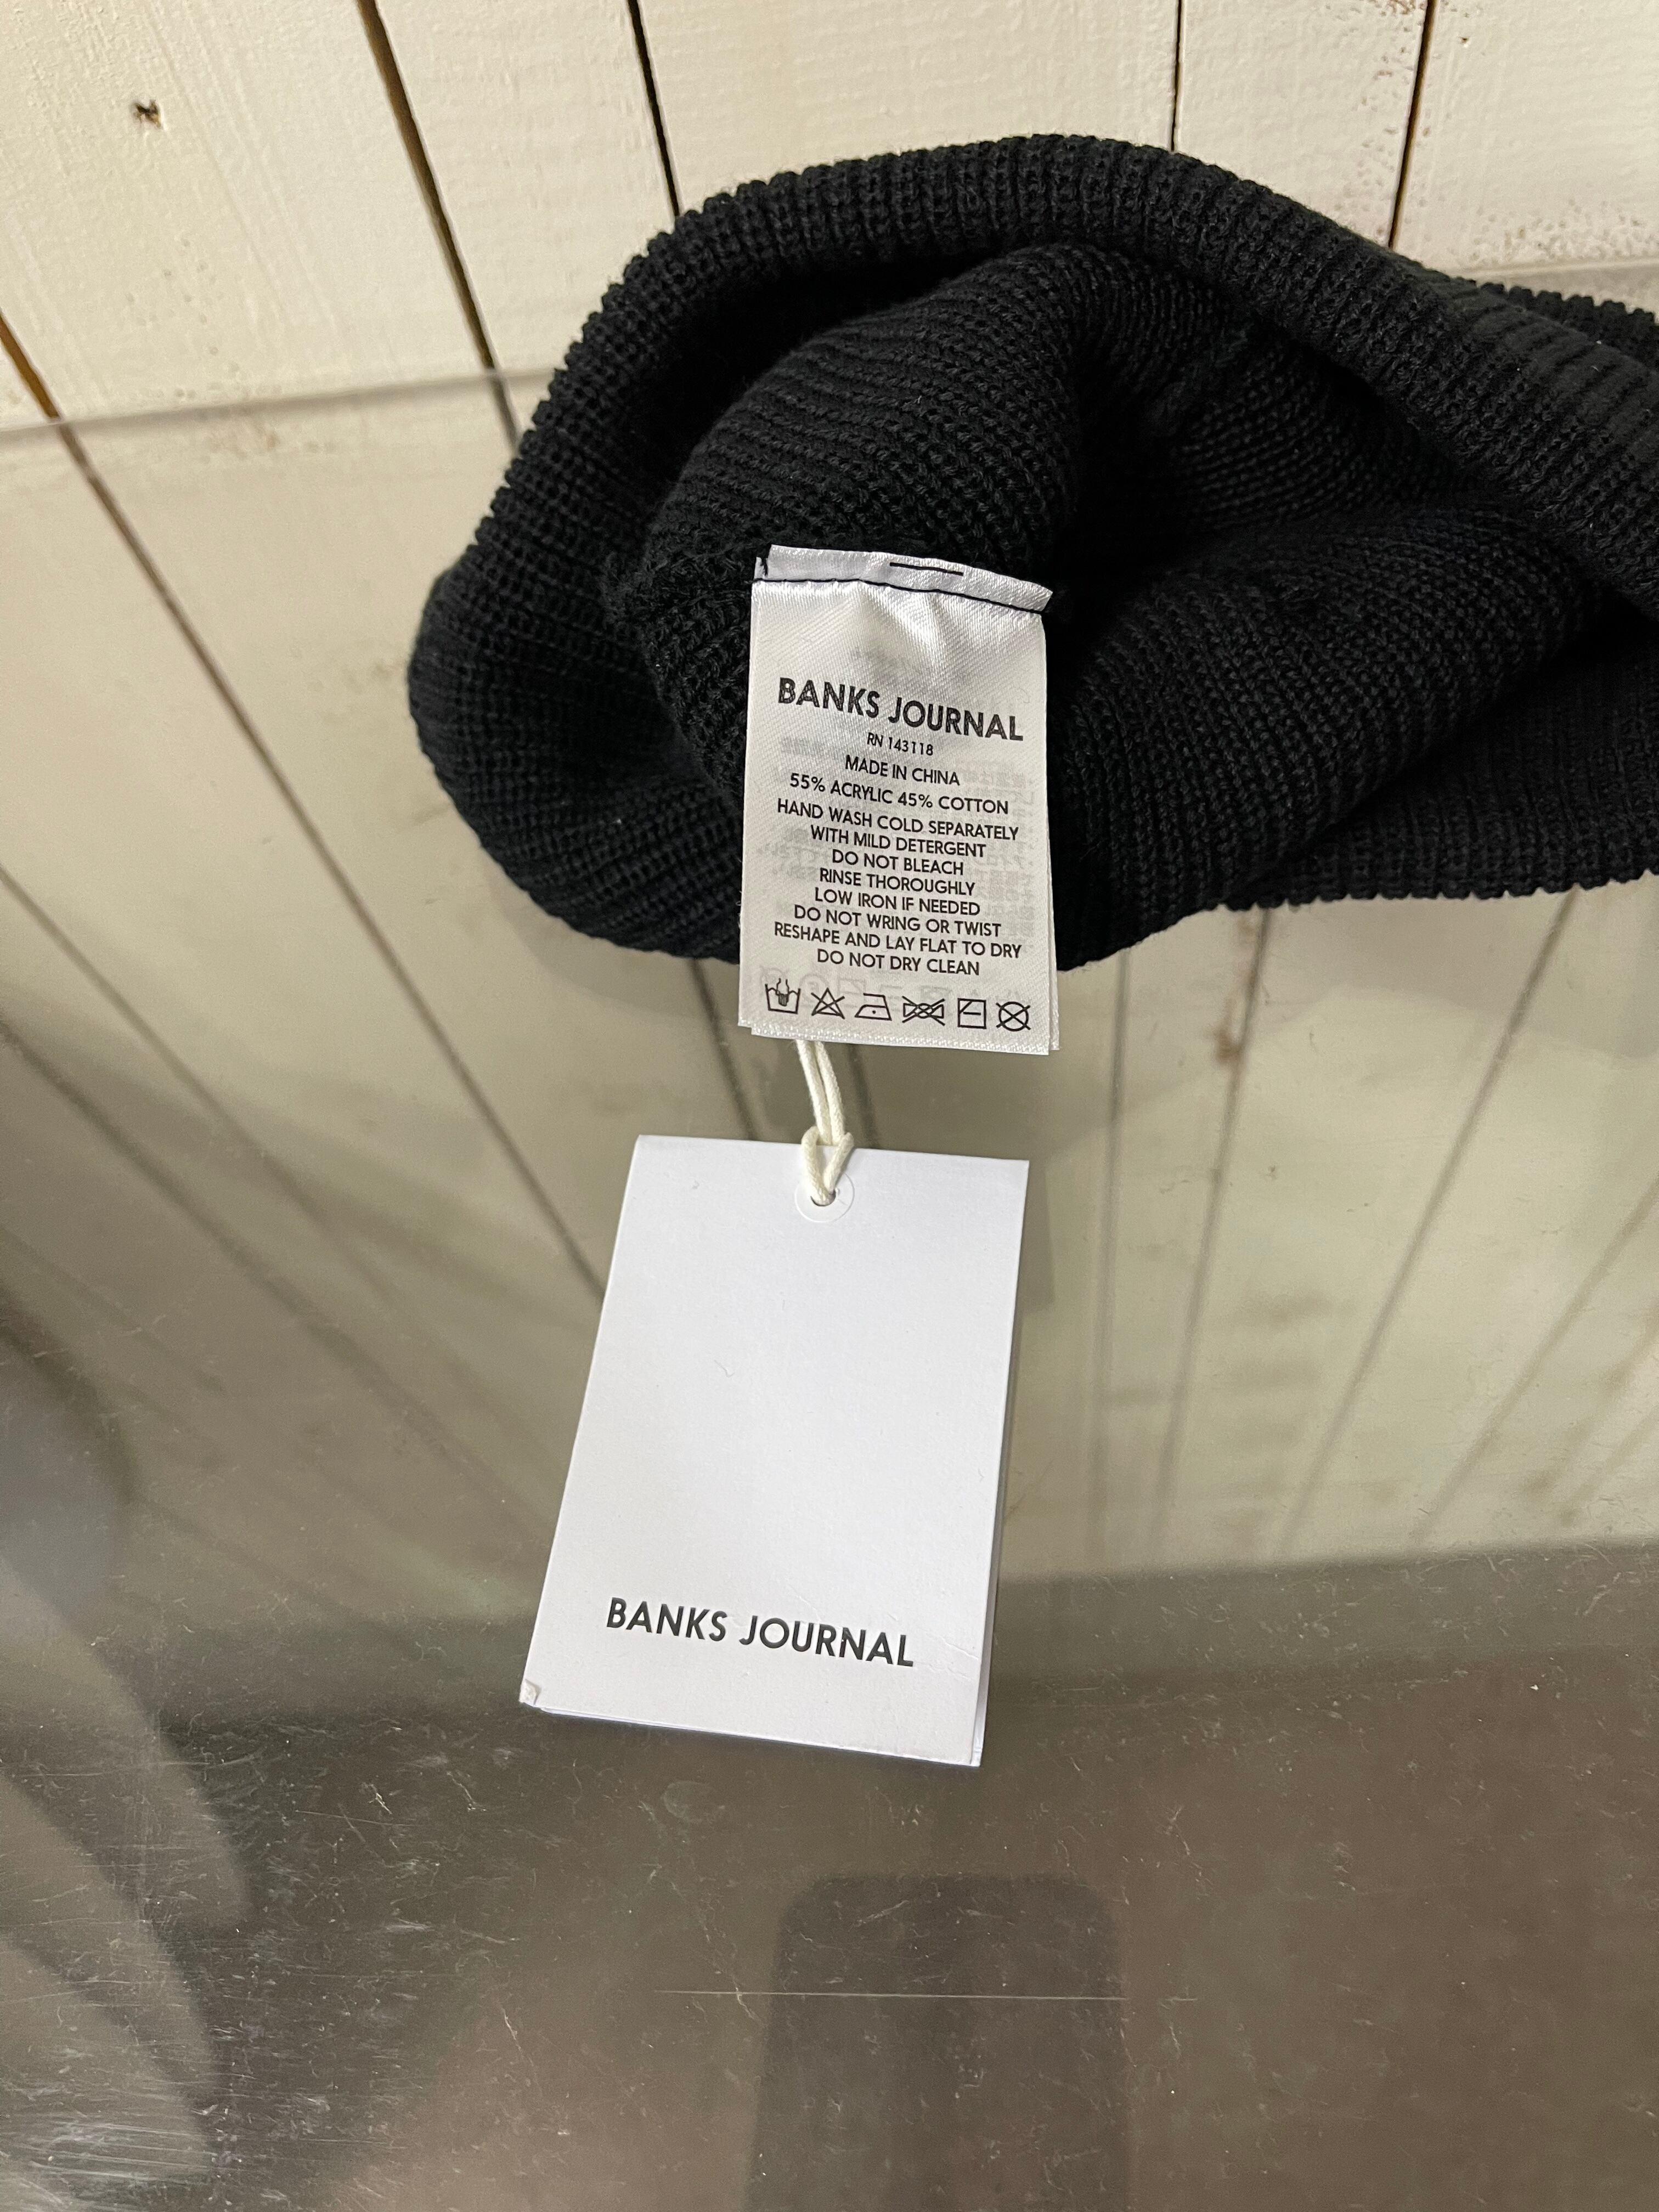 BANKS JOURNAL
RN 143118
MADE IN CHINA
55% ACRYLIC 45% COTTON
HAND WASH COLD SEPARATELY
WITH MILD DETERGENT
DO NOT BLEACH
RINSE THOROUGHLY
LOW IRON IF NEEDED
DO NOT WRING OR TWIST
RESHAPE AND LAY FLAT TO DRY
DO NOT DRY CLEAN
BANKS JOURNAL